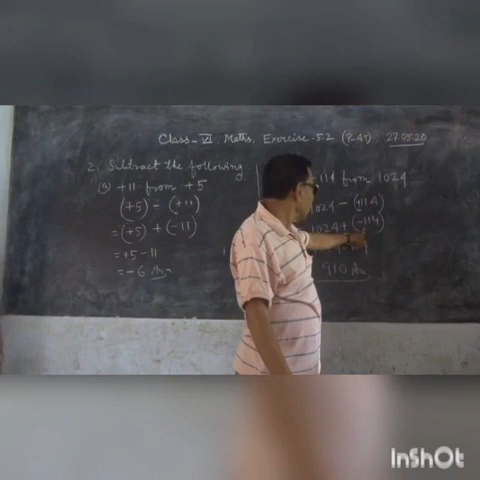 Class-VI Maths, Exercise-5.2 (P-45) 27.05.20
2. Subtract the following
(a) +11 from +5
(+5) - (+11)
= (+5) + (-11)
= +5 - 11
= -6 Ans
114 from 1024
1024 - (+114)
1024 + (-114)
910 Ans
InShOt